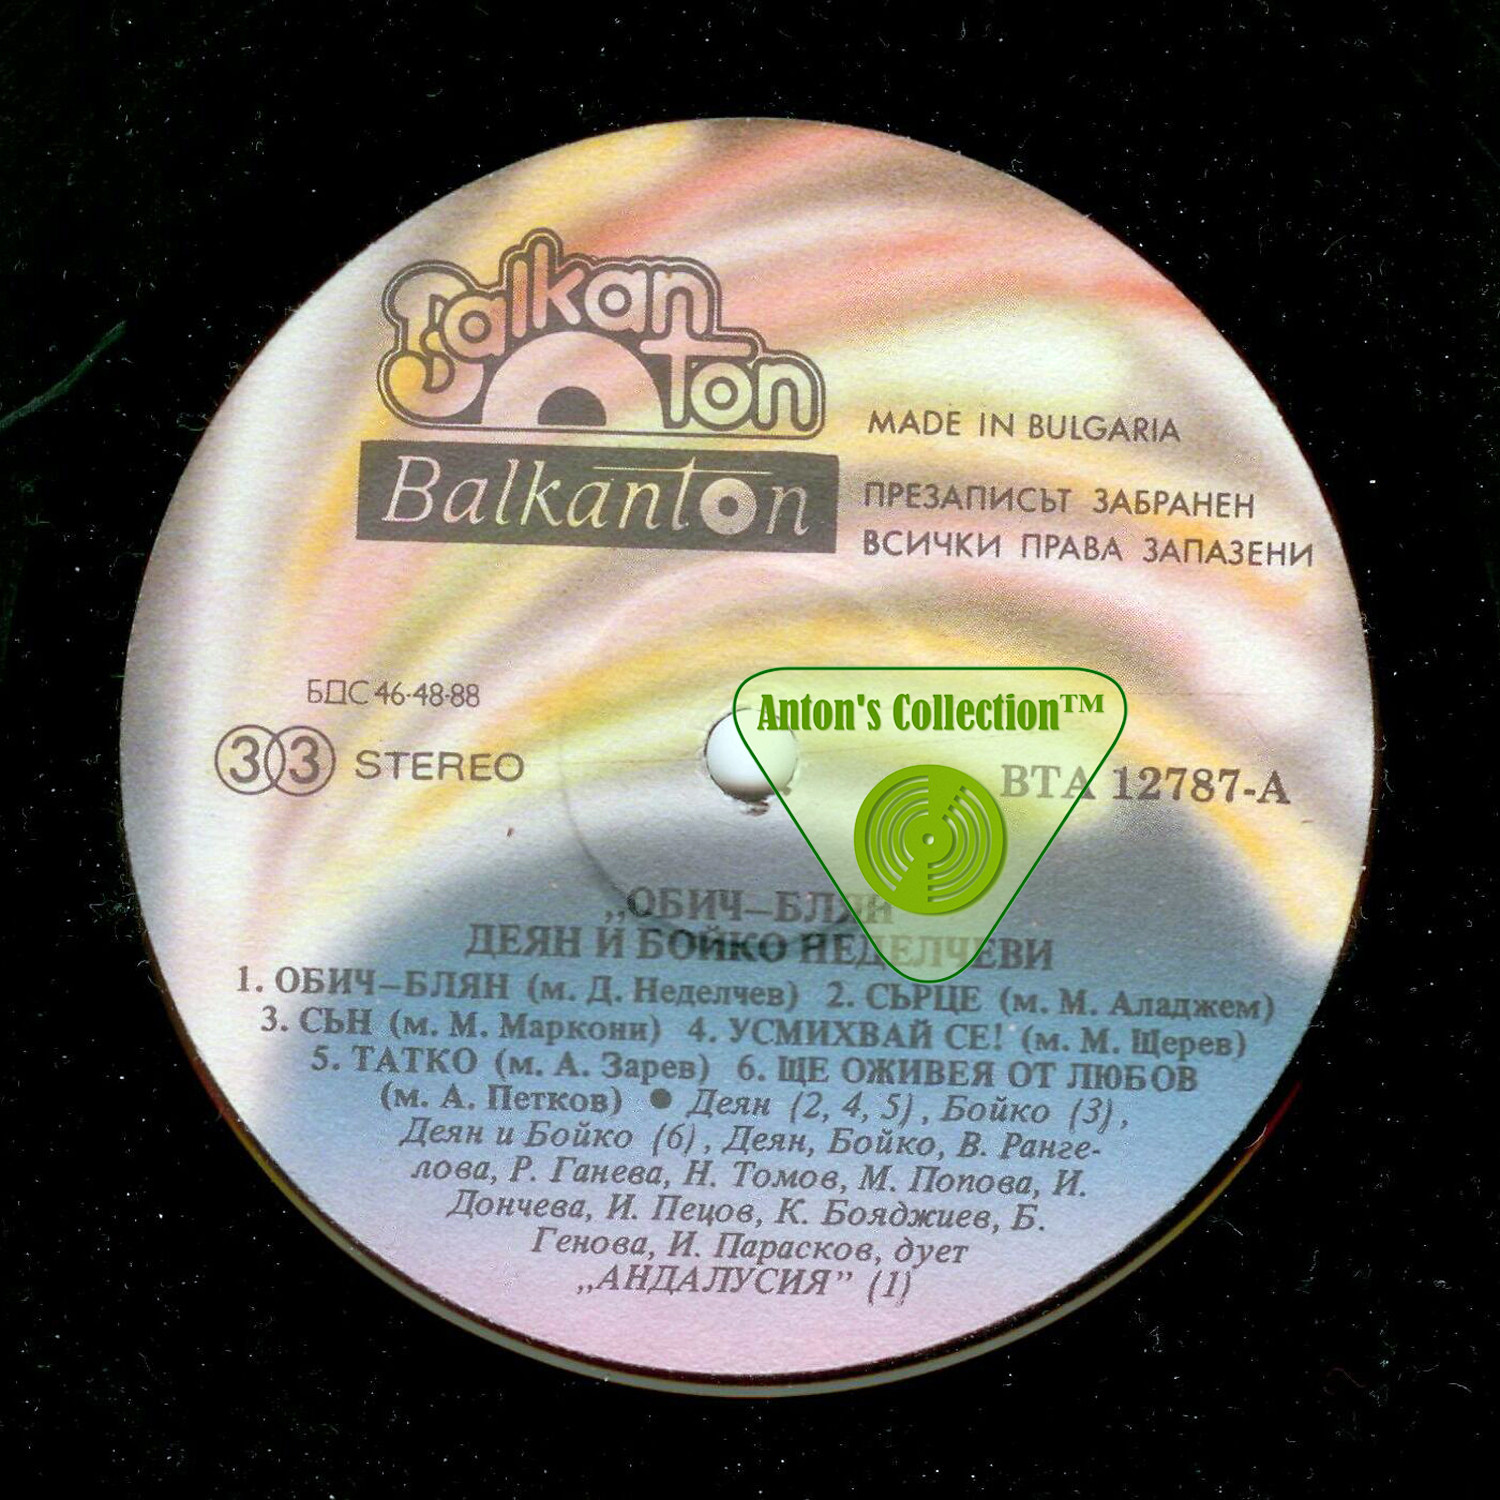 Balkan
ton
Balkanton
MADE IN BULGARIA
ПРЕЗАПИСЪТ ЗАБРАНЕН
ВСИЧКИ ПРАВА ЗАПАЗЕНИ
БДС 46-48-88
33 STEREO
Anton's Collection™
ВТА 12787-А
„ОБИЧ–БЛЯН
ДЕЯН И БОЙКО НЕДЕЛЧЕВИ
1. ОБИЧ–БЛЯН (м. Д. Неделчев) 2. СЪРЦЕ (м. М. Аладжем)
3. СЪН (м. М. Маркони) 4. УСМИХВАЙ СЕ! (м. М. Щерев)
5. ТАТКО (м. А. Зарев) 6. ЩЕ ОЖИВЕЯ ОТ ЛЮБОВ
(м. А. Петков) ● Деян (2, 4, 5), Бойко (3),
Деян и Бойко (6), Деян, Бойко, В. Ранге-
лова, Р. Ганева, Н. Томов, М. Попова, И.
Дончева, И. Пецов, К. Бояджиев, Б.
Генова, И. Парасков, дует
„АНДАЛУСИЯ” (1)